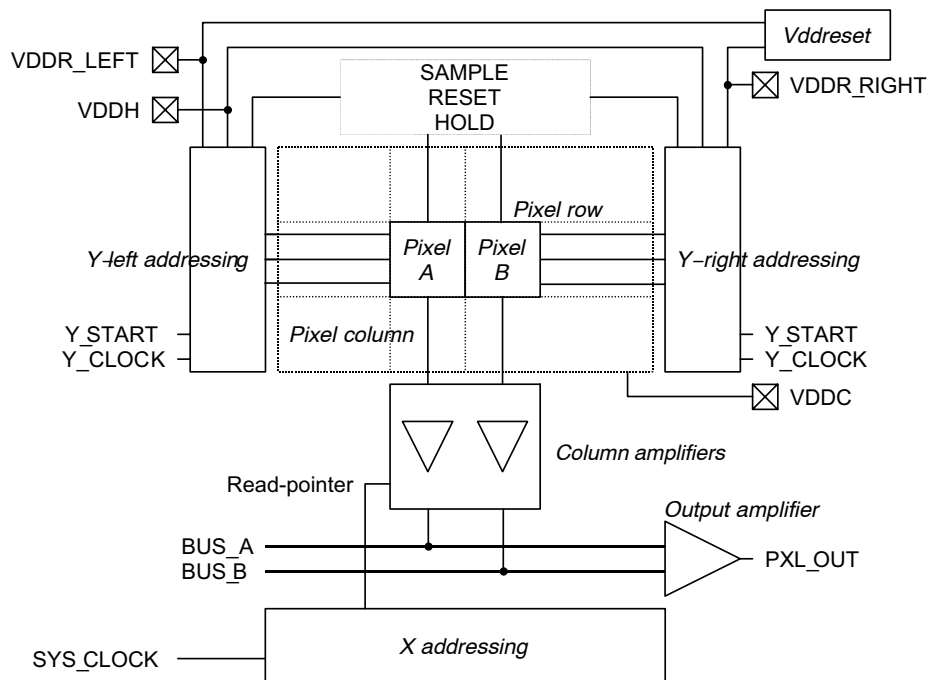 Vddreset
VDDR_LEFT
SAMPLE
RESET
HOLD
VDDR_RIGHT
VDDH
Pixel row
Y-left addressing
Pixel
A
Pixel
B
Y-right addressing
Pixel column
Y_START
Y_CLOCK
Y_START
Y_CLOCK
VDDC
Column amplifiers
Read-pointer
Output amplifier
BUS_A
BUS_B
PXL_OUT
X addressing
SYS_CLOCK